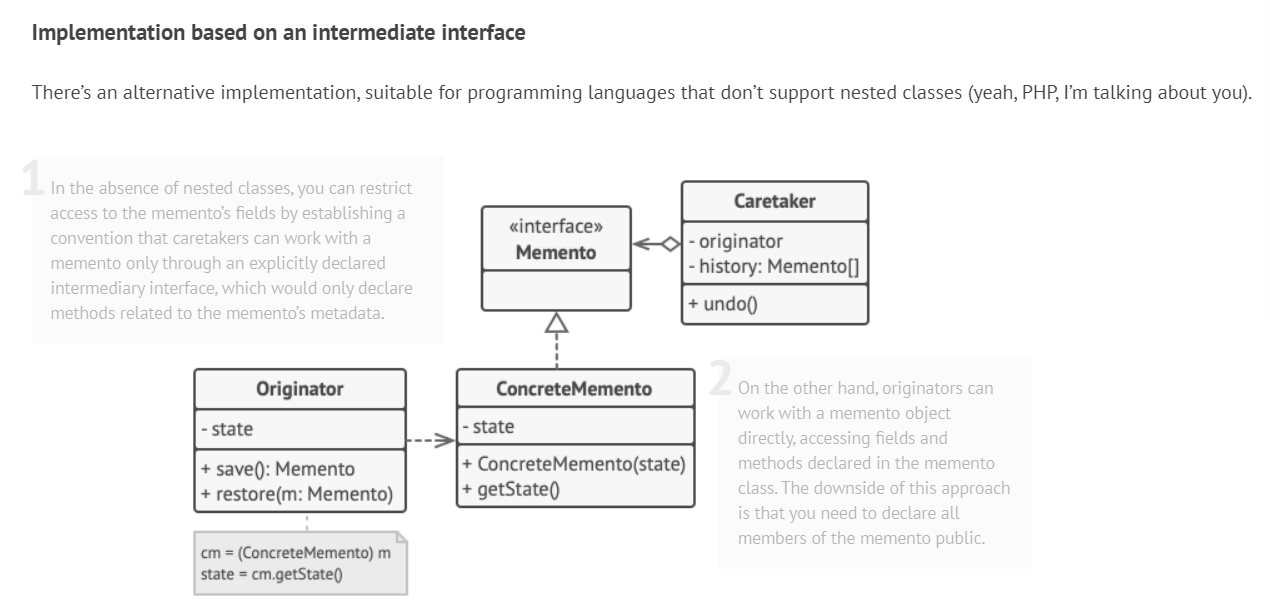 Implementation based on an intermediate interface
There’s an alternative implementation, suitable for programming languages that don’t support nested classes (yeah, PHP, I’m talking about you).
1
In the absence of nested classes, you can restrict
access to the memento’s fields by establishing a
convention that caretakers can work with a
memento only through an explicitly declared
intermediary interface, which would only declare
methods related to the memento’s metadata.
«interface»
Memento
Caretaker
- originator
- history: Memento[]
+ undo()
Originator
- state
+ save(): Memento
+ restore(m: Memento)
cm = (ConcreteMemento) m
state = cm.getState()
ConcreteMemento
- state
+ ConcreteMemento(state)
+ getState()
2
On the other hand, originators can
work with a memento object
directly, accessing fields and
methods declared in the memento
class. The downside of this approach
is that you need to declare all
members of the memento public.